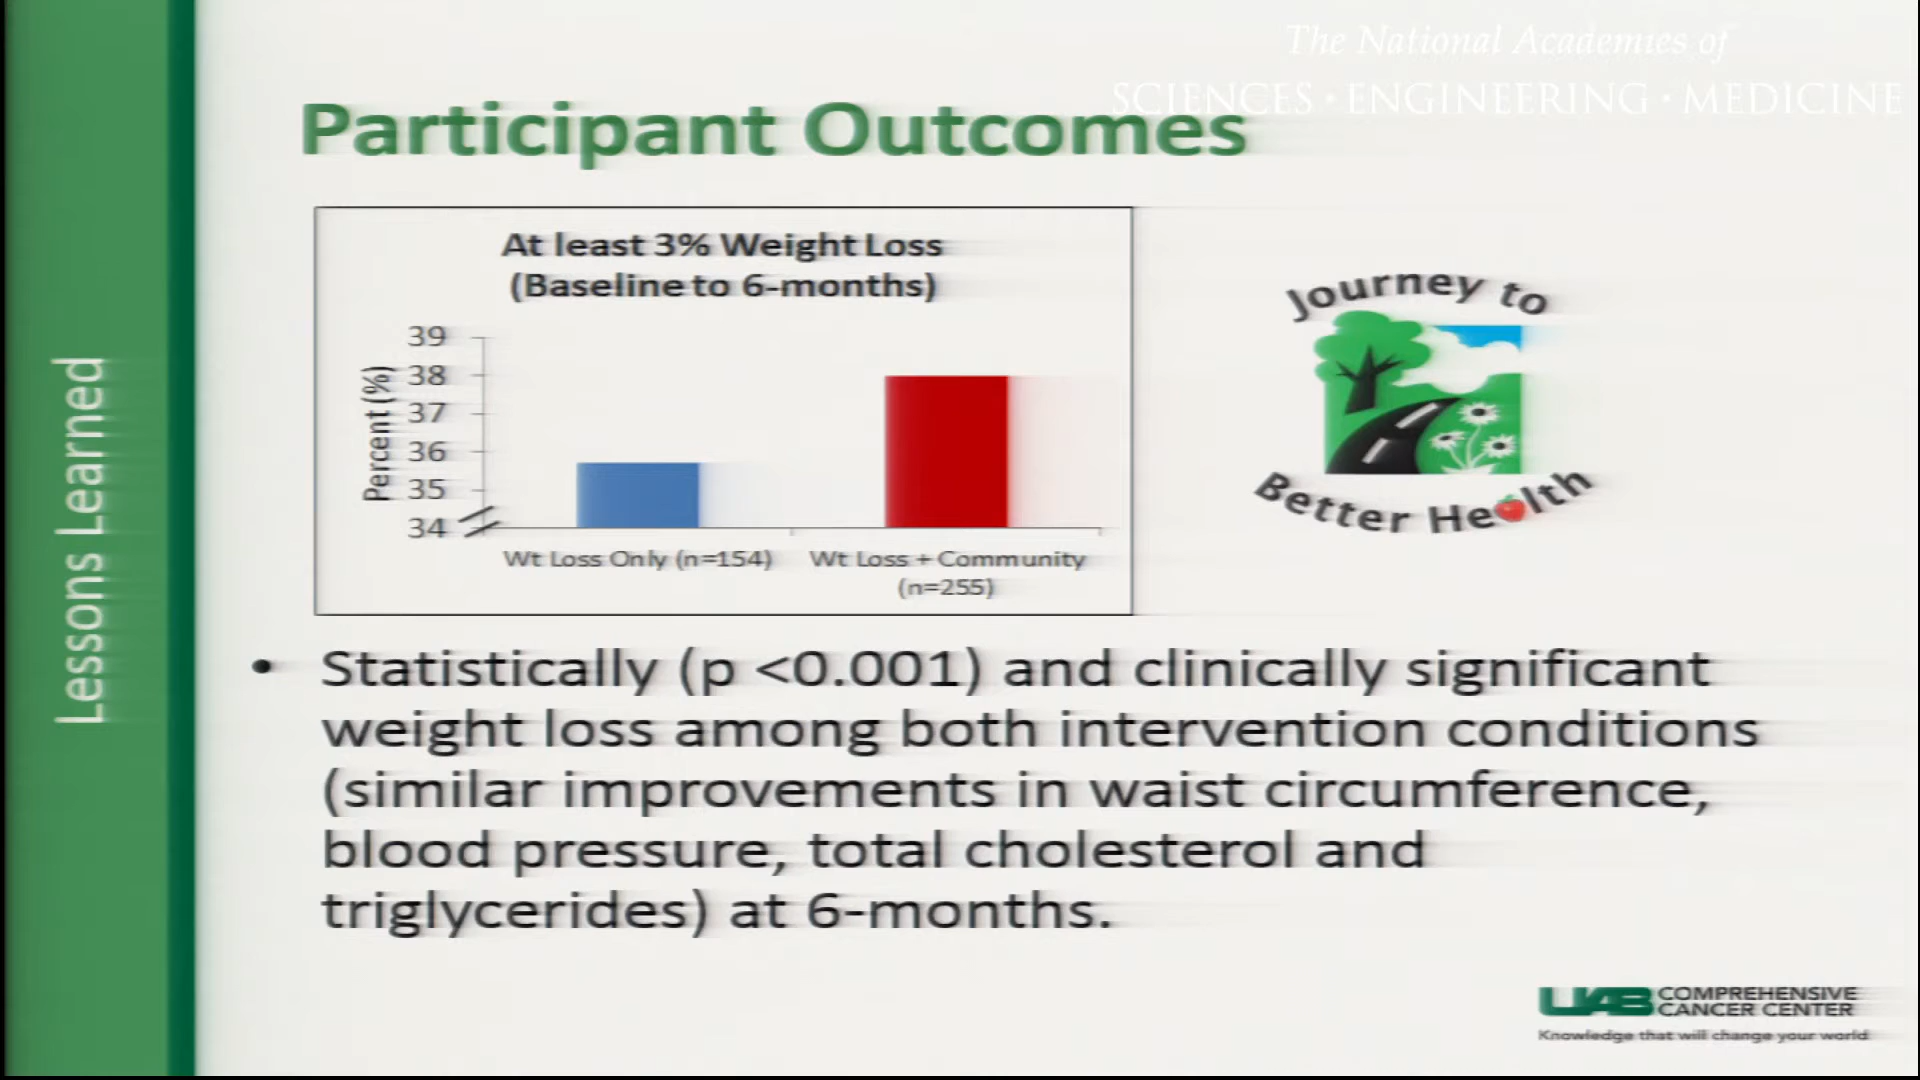 The National Academies of
SCIENCES • ENGINEERING • MEDICINE
Participant Outcomes
Lessons Learned
At least 3% Weight Loss
(Baseline to 6-months)
Percent (%)
39
38
37
36
35
34
Wt Loss Only (n=154)
Wt Loss + Community
(n=255)
Journey to
Better Health
• Statistically (p <0.001) and clinically significant
weight loss among both intervention conditions
(similar improvements in waist circumference,
blood pressure, total cholesterol and
triglycerides) at 6-months.
UAB COMPREHENSIVE
CANCER CENTER
Knowledge that will change your world